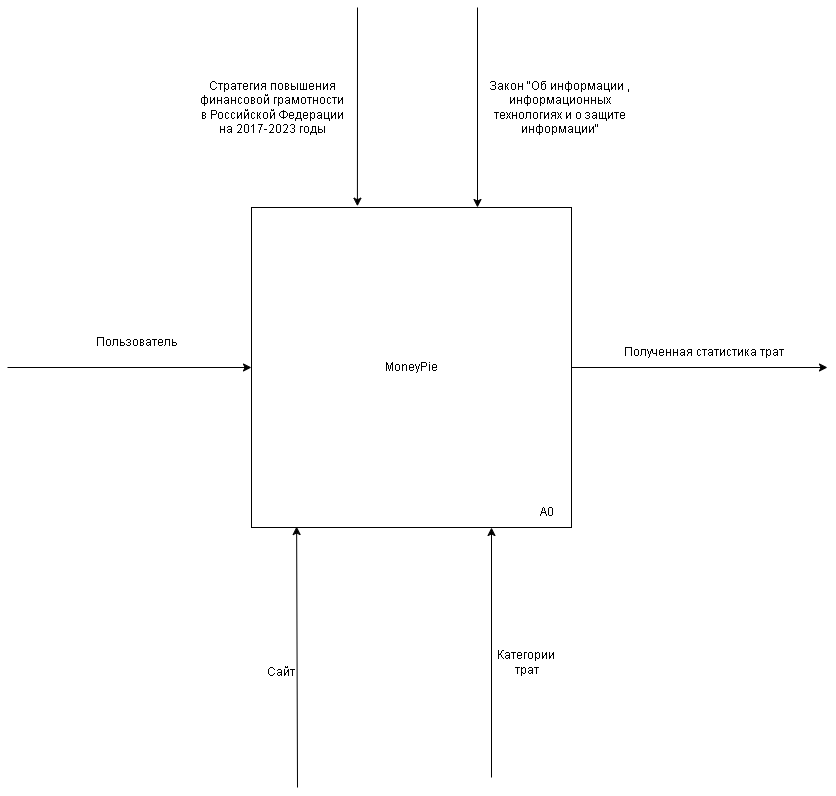 Стратегия повышения
финансовой грамотности
в Российской Федерации
на 2017-2023 годы
Закон "Об информации ,
информационных
технологиях и о защите
информации"
Пользователь
MoneyPie
Полученная статистика трат
A0
Сайт
Категории
трат